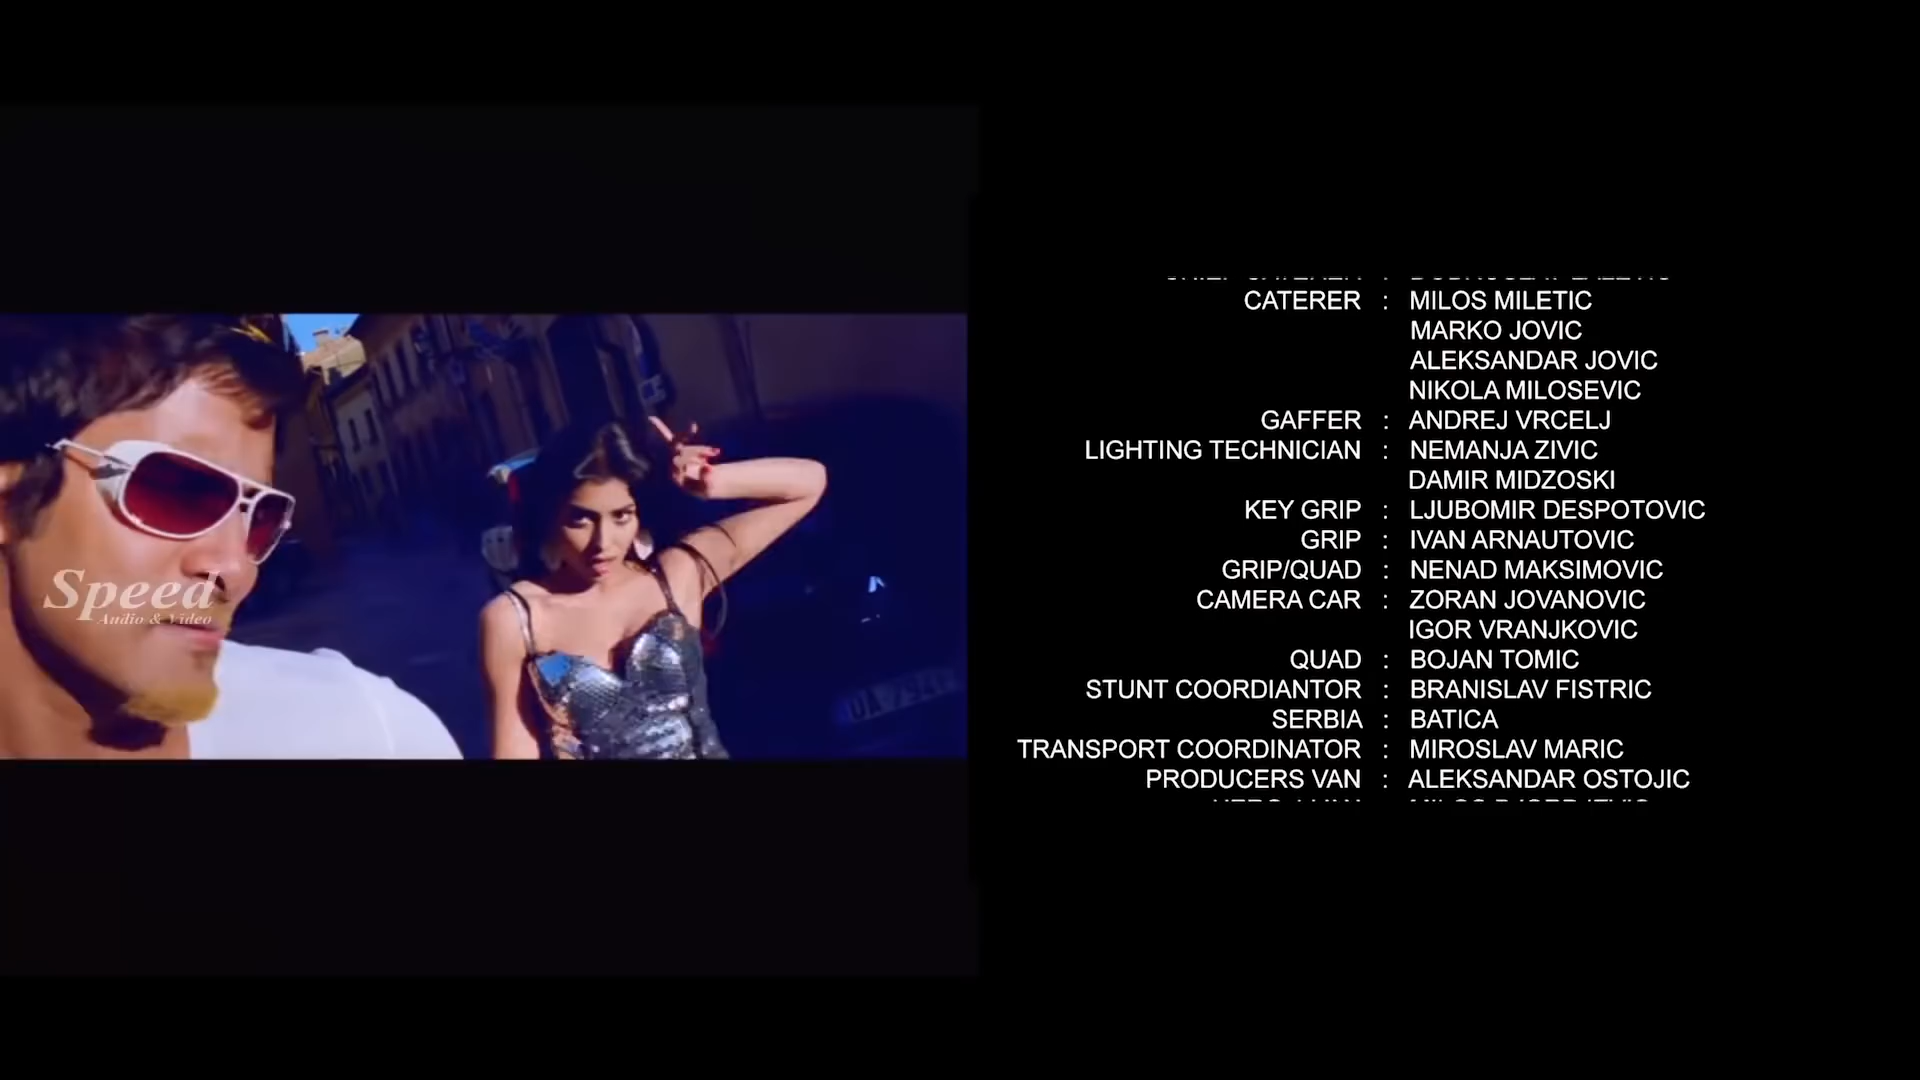 Speed
Audio & Video
CATERER : MILOS MILETIC
MARKO JOVIC
ALEKSANDAR JOVIC
NIKOLA MILOSEVIC
GAFFER : ANDREJ VRCELJ
LIGHTING TECHNICIAN : NEMANJA ZIVIC
DAMIR MIDZOSKI
KEY GRIP : LJUBOMIR DESPOTOVIC
GRIP : IVAN ARNAUTOVIC
GRIP/QUAD : NENAD MAKSIMOVIC
CAMERA CAR : ZORAN JOVANOVIC
IGOR VRANJKOVIC
QUAD : BOJAN TOMIC
STUNT COORDIANTOR : BRANISLAV FISTRIC
SERBIA : BATICA
TRANSPORT COORDINATOR : MIROSLAV MARIC
PRODUCERS VAN : ALEKSANDAR OSTOJIC